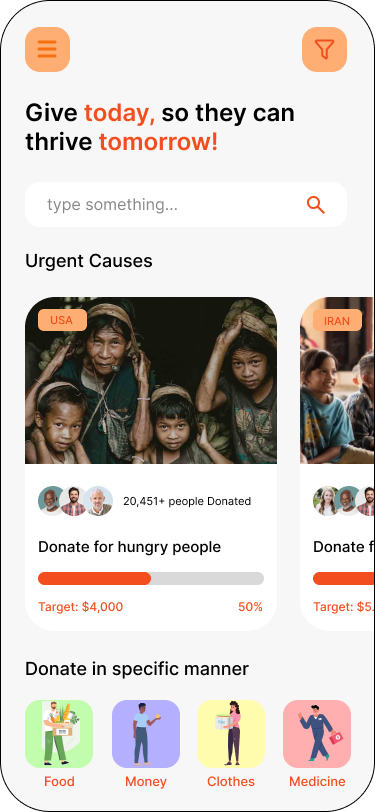 Give today, so they can
thrive tomorrow!
type something...
Urgent Causes
USA
IRAN
20,451+ people Donated
Donate for hungry people
Donate f
Target: $4,000
50%
Target: $5.
Donate in specific manner
Food
Money
Clothes
Medicine